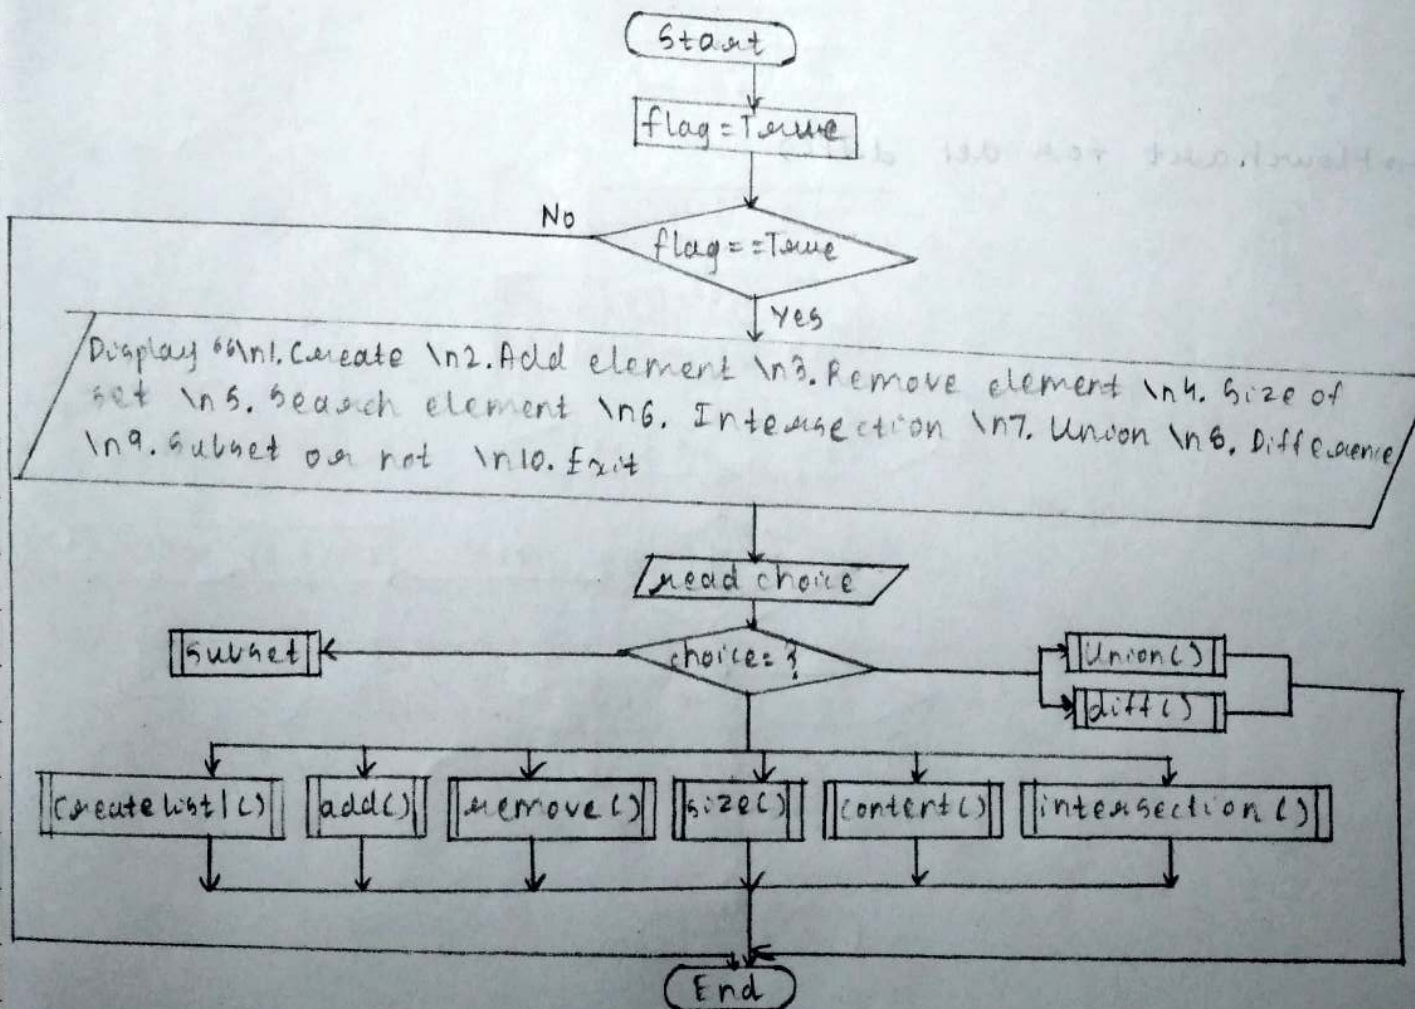 Start
flag=True
flag==True
No
Yes
Display "\n1.Create \n2.Add element \n3.Remove element \n4. Size of
set \n5. Search element \n6. Intersection \n7. Union \n8. Difference
\n9. Subset or not \n10. Exit
read choice
choice=?
subset
Union()
diff()
createlist1()
add()
remove()
size()
content()
intersection()
End